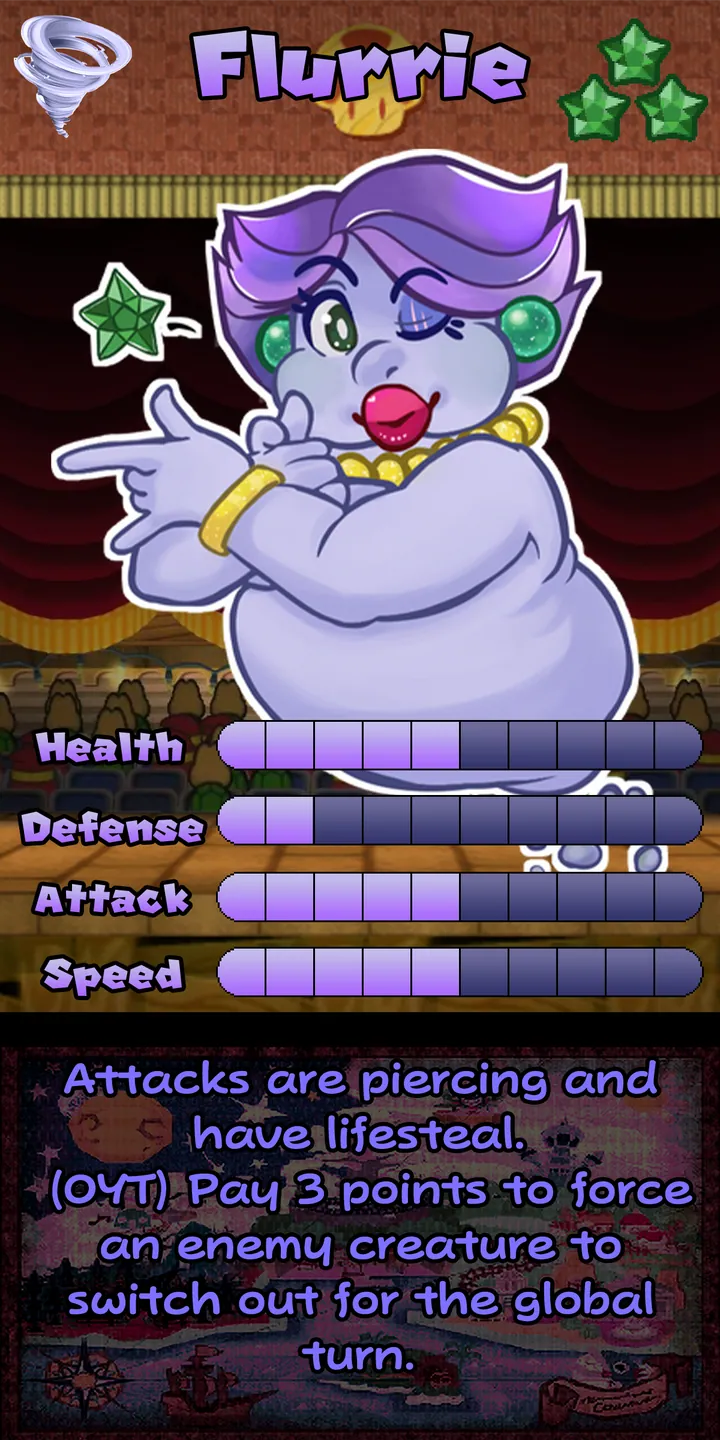 Flurrie
Health
Defense
Attack
Speed
Attacks are piercing and
have lifesteal.
(OYT) Pay 3 points to force
an enemy creature to
switch out for the global
turn.